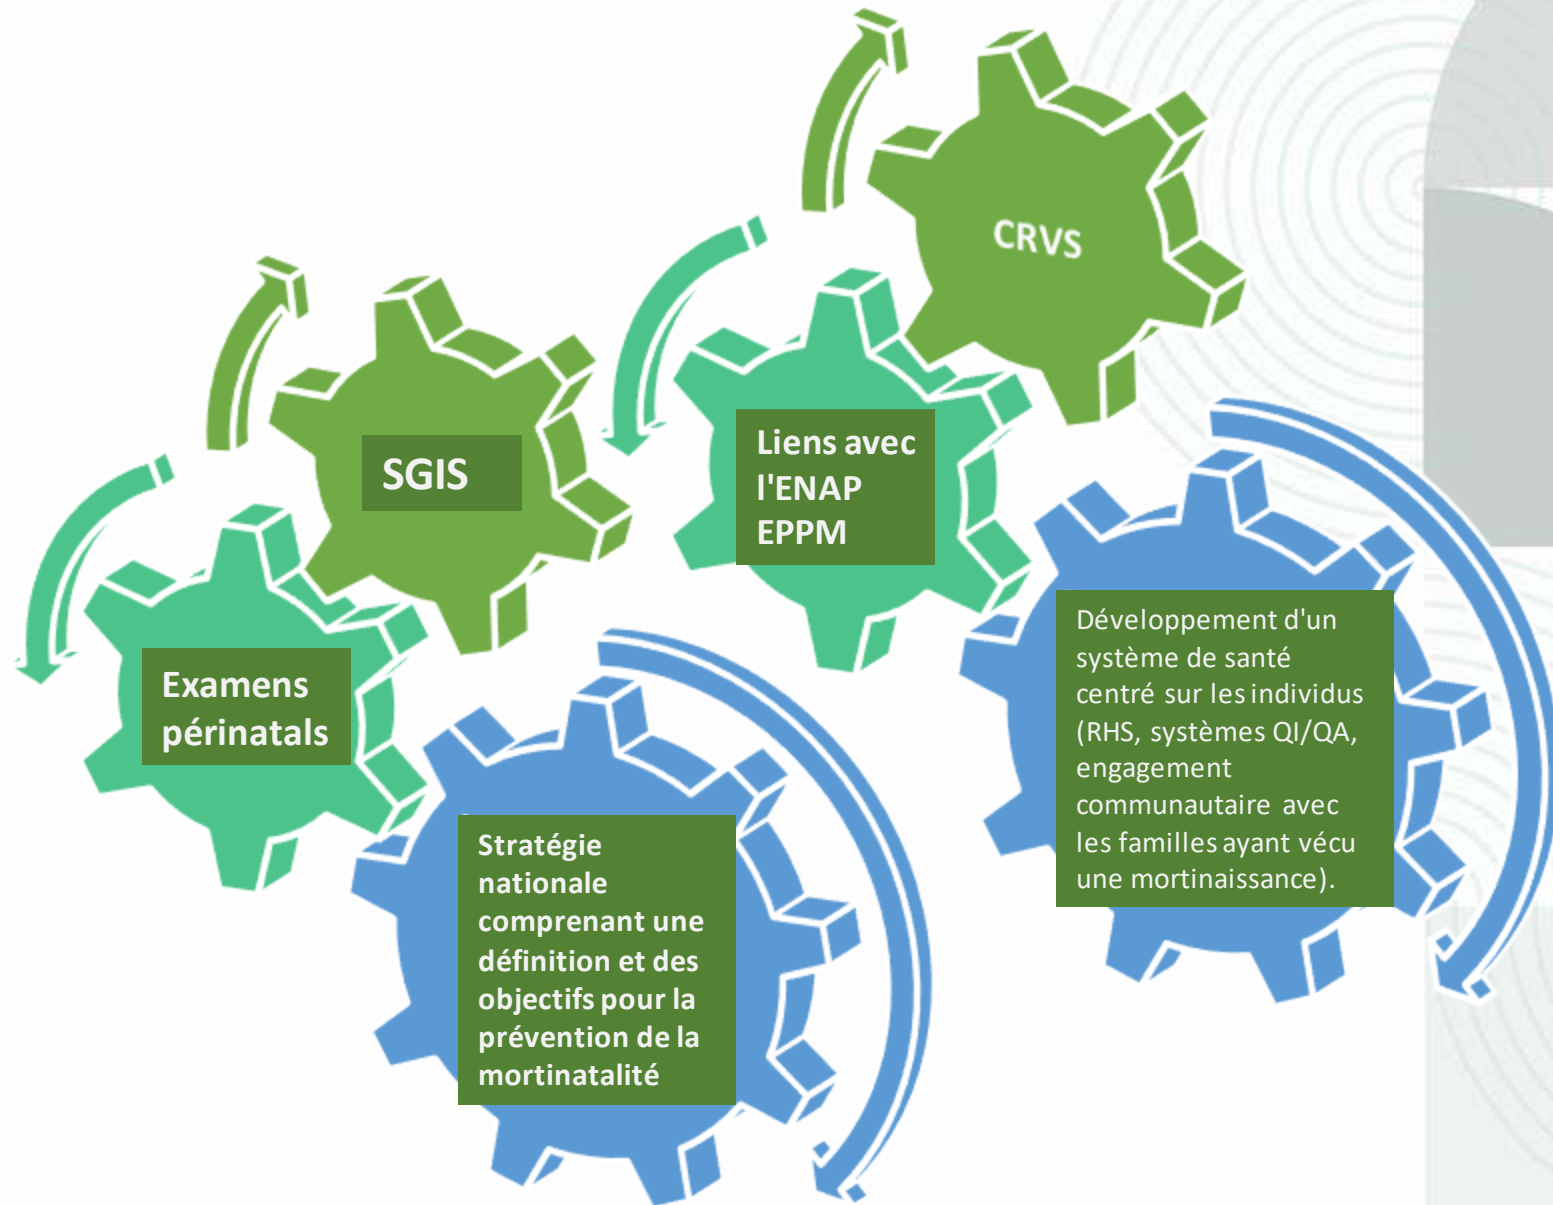 CRVS
SGIS
Liens avec
l'ENAP
EPPM
Examens
périnatals
Développement d'un
système de santé
centré sur les individus
(RHS, systèmes QI/QA,
engagement
communautaire avec
les familles ayant vécu
une mortinaissance).
Stratégie
nationale
comprenant une
définition et des
objectifs pour la
prévention de la
mortinatalité